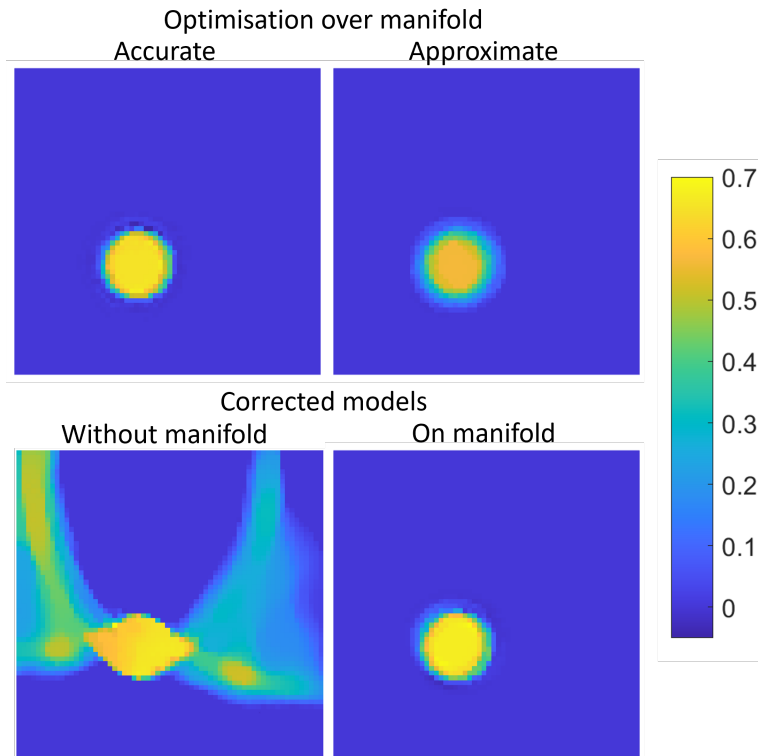 Optimisation over manifold
Accurate Approximate
0.7
0.6
0.5
0.4
0.3
0.2
0.1
0
Corrected models
Without manifold On manifold